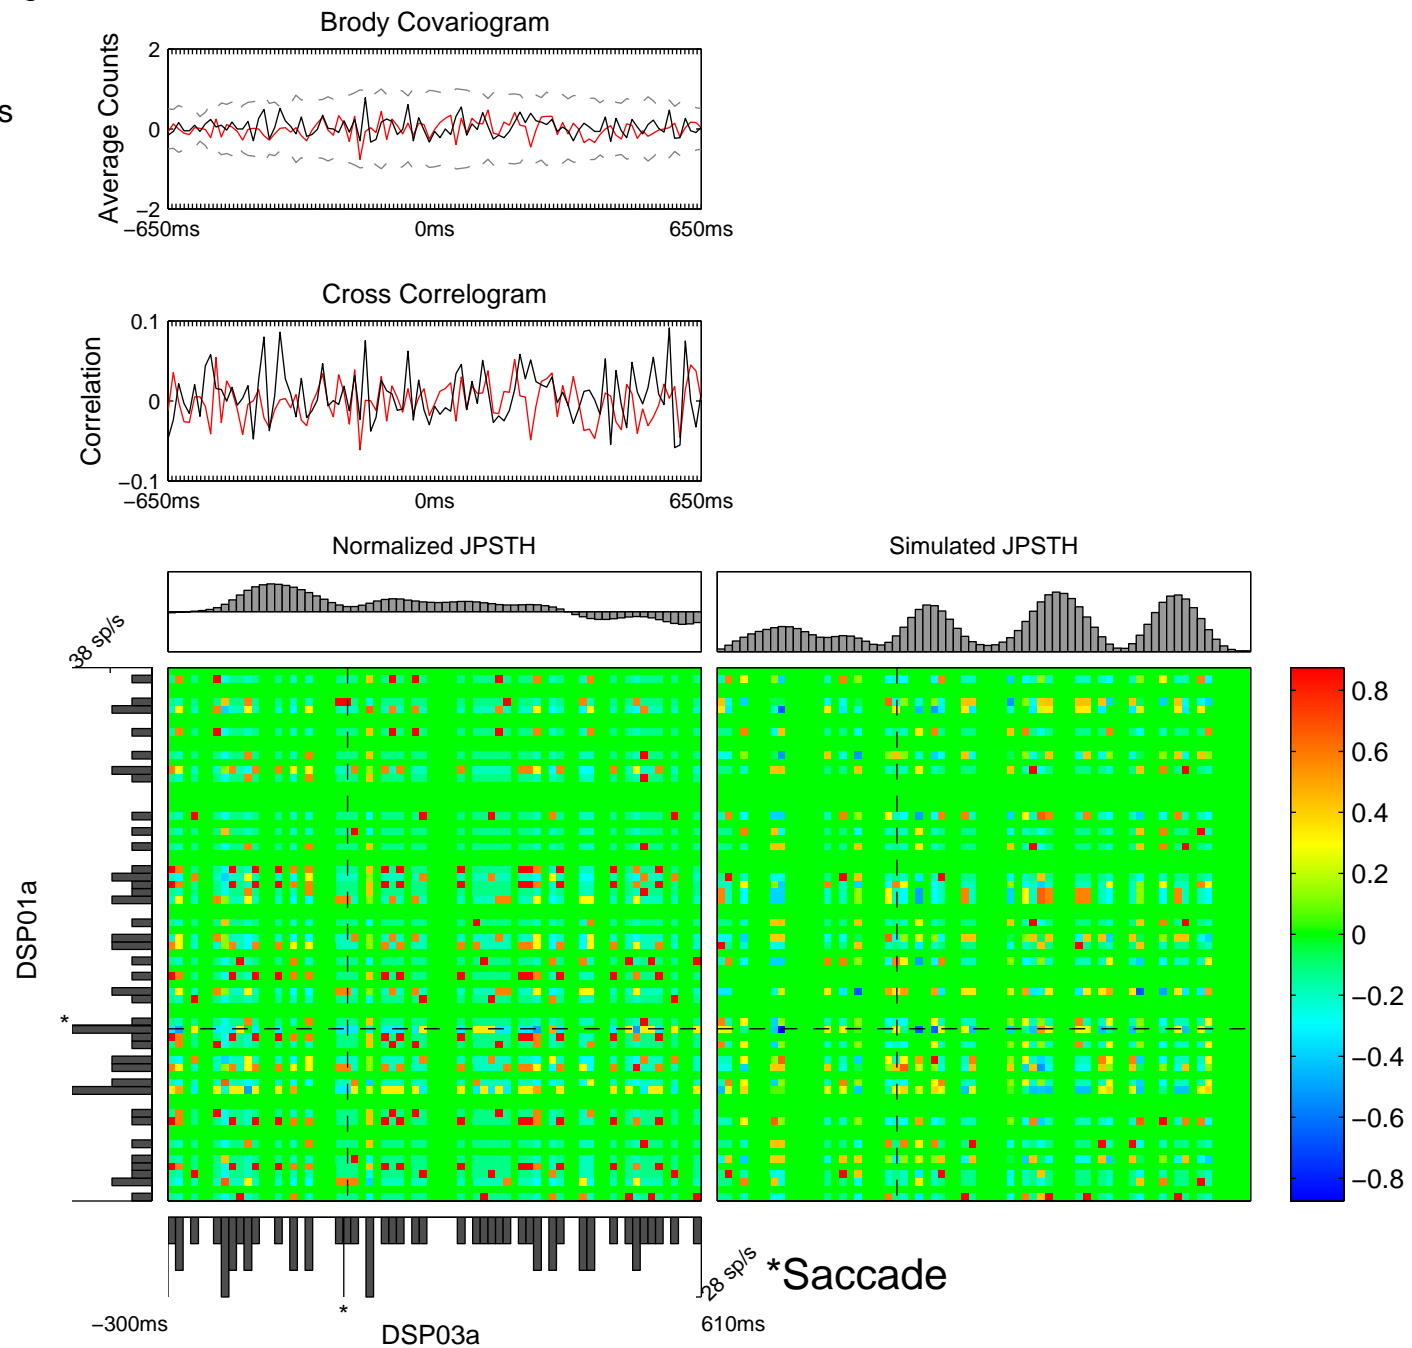 g
Brody Covariogram
s
Average Counts
2
0
−2
−650ms 0ms 650ms
Cross Correlogram
Correlation
0.1
0
−0.1
−650ms 0ms 650ms
Normalized JPSTH Simulated JPSTH
38 sp/s
DSP01a
*
0.8
0.6
0.4
0.2
0
−0.2
−0.4
−0.6
−0.8
28 sp/s
*Saccade
*
−300ms DSP03a 610ms